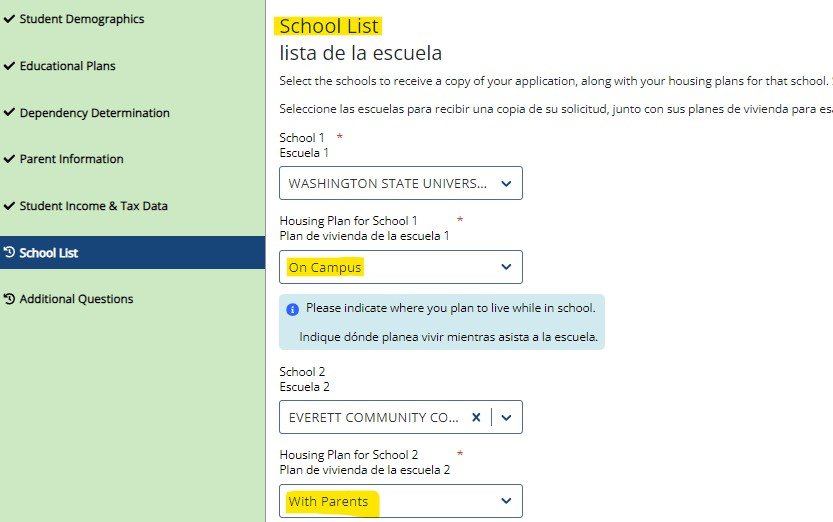 Student Demographics
Educational Plans
Dependency Determination
Parent Information
Student Income & Tax Data
School List
Additional Questions
School List
lista de la escuela
Select the schools to receive a copy of your application, along with your housing plans for that school.
Seleccione las escuelas para recibir una copia de su solicitud, junto con sus planes de vivienda para
School 1 *
Escuela 1
WASHINGTON STATE UNIVERS...
Housing Plan for School 1 *
Plan de vivienda de la escuela 1
On Campus
Please indicate where you plan to live while in school.
Indique dónde planea vivir mientras asista a la escuela.
School 2
Escuela 2
EVERETT COMMUNITY CO...
Housing Plan for School 2 *
Plan de vivienda de la escuela 2
With Parents